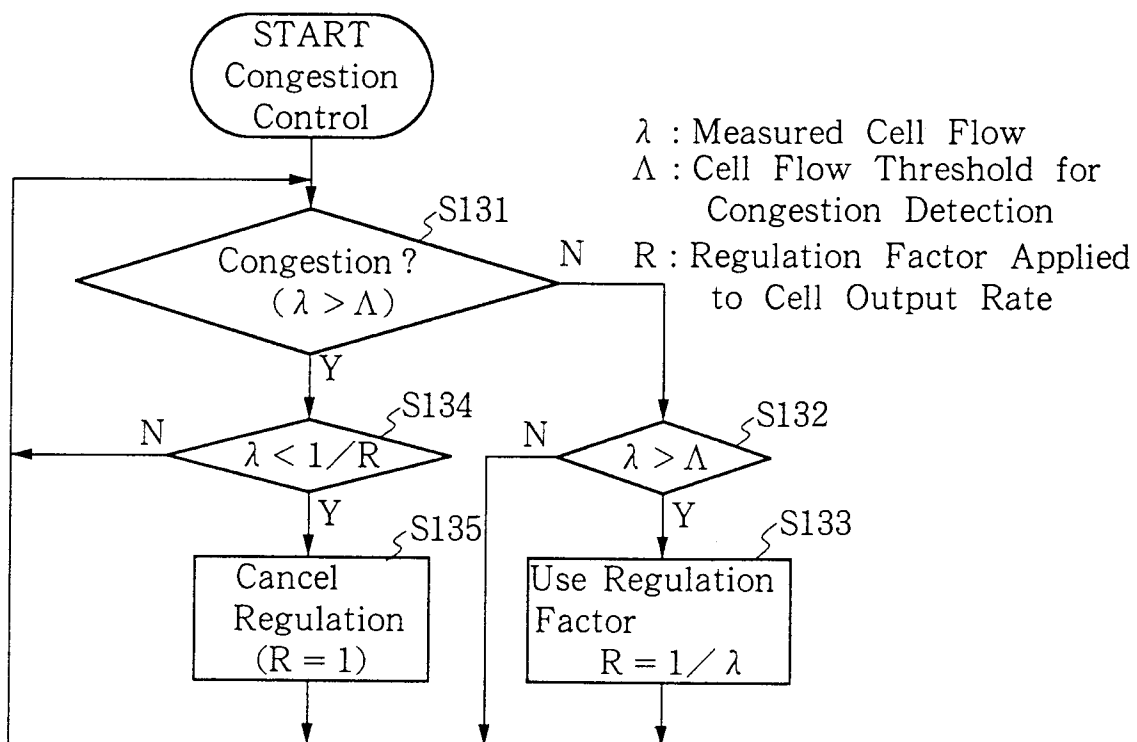 START
Congestion
Control
λ : Measured Cell Flow
Λ : Cell Flow Threshold for
Congestion Detection
R : Regulation Factor Applied
to Cell Output Rate
S131
Congestion ?
(λ > Λ)
N
Y
S134
N
λ < 1/R
Y
S132
N
λ > Λ
Y
S135
Cancel
Regulation
(R = 1)
S133
Use Regulation
Factor
R = 1/λ